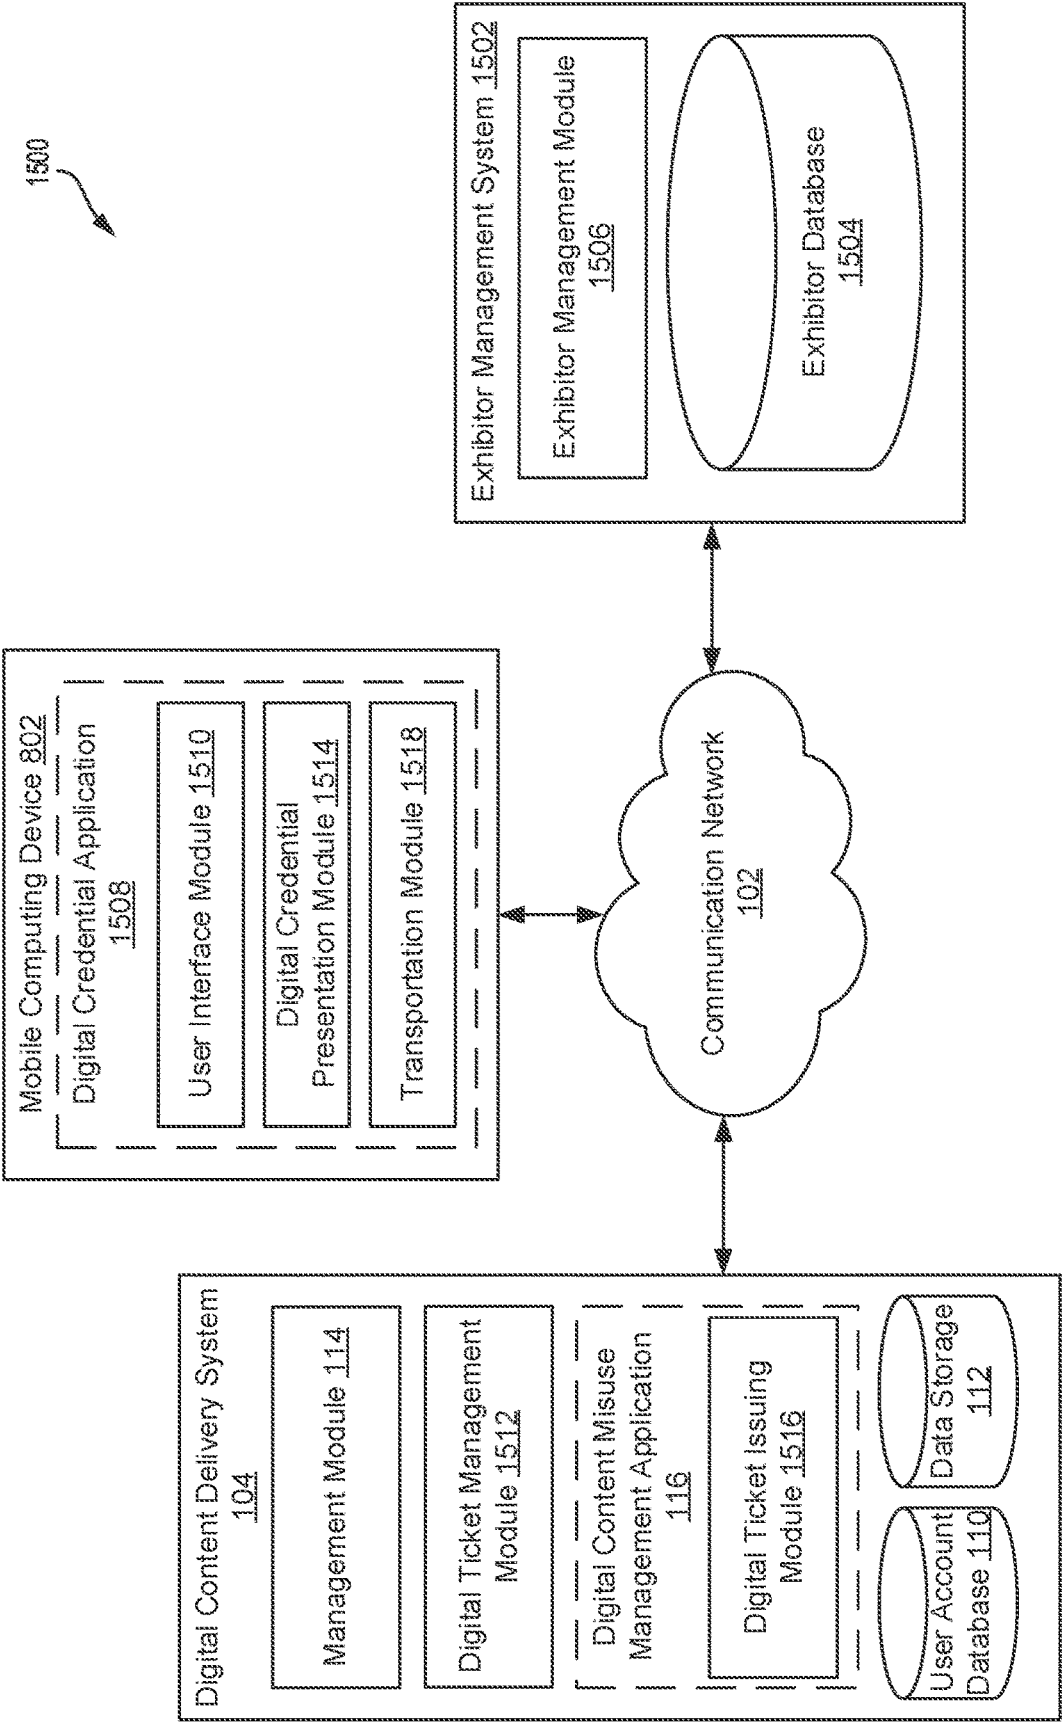 1500
Digital Content Delivery System
104
Management Module 114
Digital Ticket Management
Module 1512
Digital Content Misuse
Management Application
116
Digital Ticket Issuing
Module 1516
User Account
Database 110
Data Storage
112
Mobile Computing Device 802
Digital Credential Application
1508
User Interface Module 1510
Digital Credential
Presentation Module 1514
Transportation Module 1518
Communication Network
102
Exhibitor Management System 1502
Exhibitor Management Module
1506
Exhibitor Database
1504